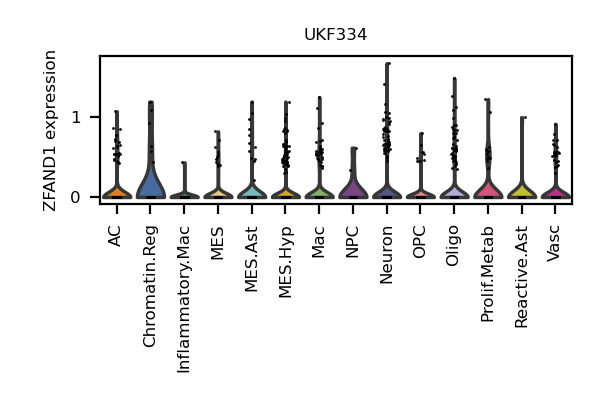 UKF334
ZFAND1 expression
1
0
AC
Chromatin.Reg
Inflammatory.Mac
MES
MES.Ast
MES.Hyp
Mac
NPC
Neuron
OPC
Oligo
Prolif.Metab
Reactive.Ast
Vasc